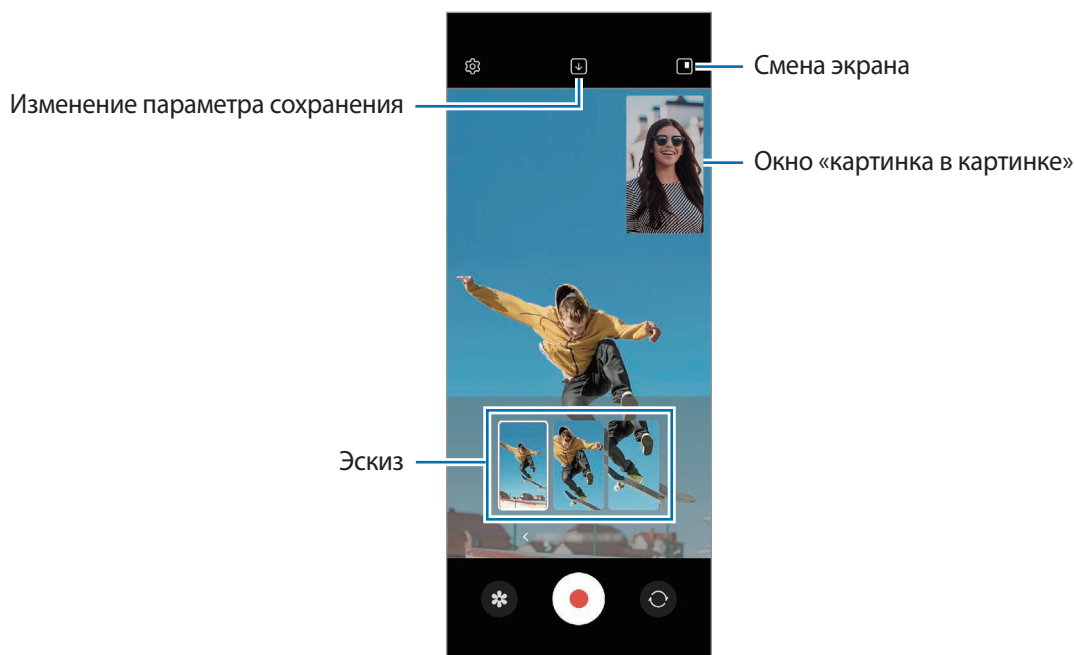 Смена экрана
Изменение параметра сохранения
Окно «картинка в картинке»
Эскиз